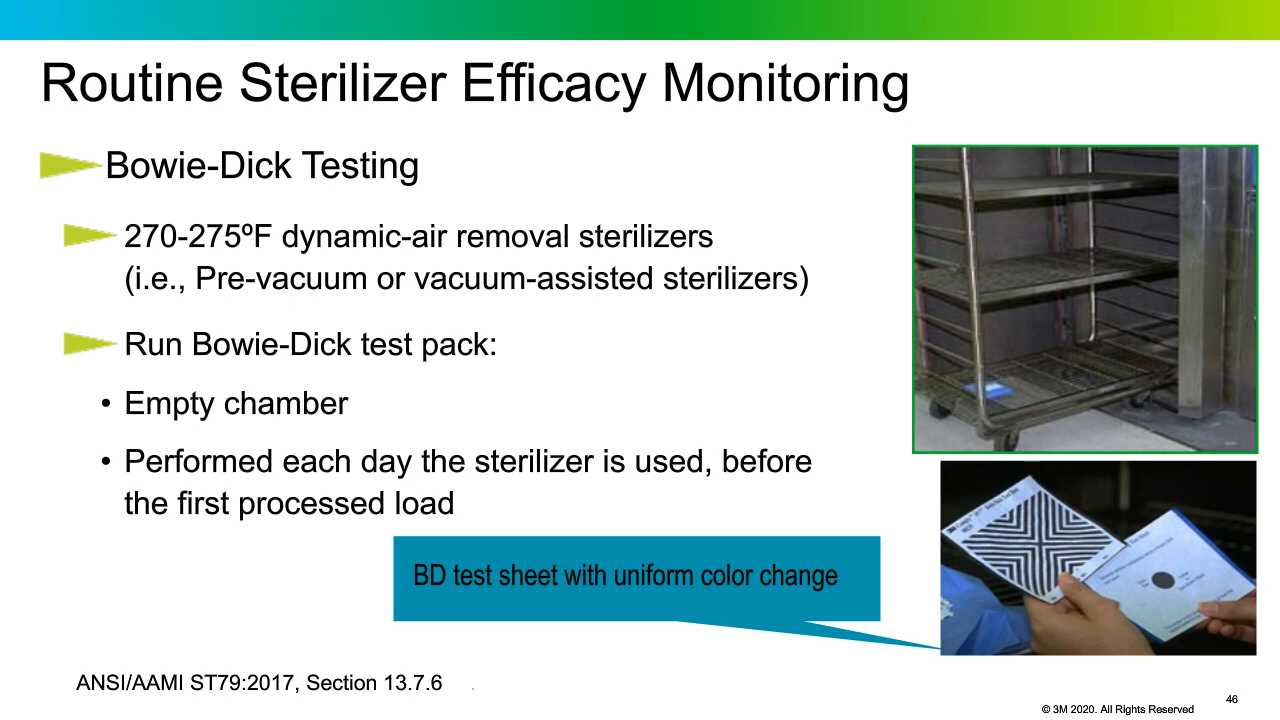 Routine Sterilizer Efficacy Monitoring
Bowie-Dick Testing
270-275ºF dynamic-air removal sterilizers
(i.e., Pre-vacuum or vacuum-assisted sterilizers)
Run Bowie-Dick test pack:
• Empty chamber
• Performed each day the sterilizer is used, before
the first processed load
BD test sheet with uniform color change
ANSI/AAMI ST79:2017, Section 13.7.6
46
© 3M 2020. All Rights Reserved